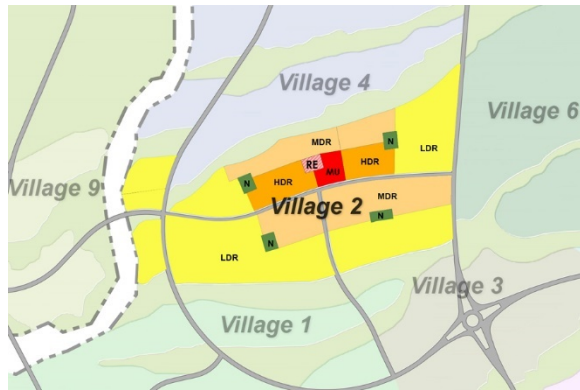 Village 4
Village 6
MDR
N
LDR
RE
HDR
MU
HDR
Village 9
N
Village 2
MDR
N
N
LDR
Village 3
Village 1